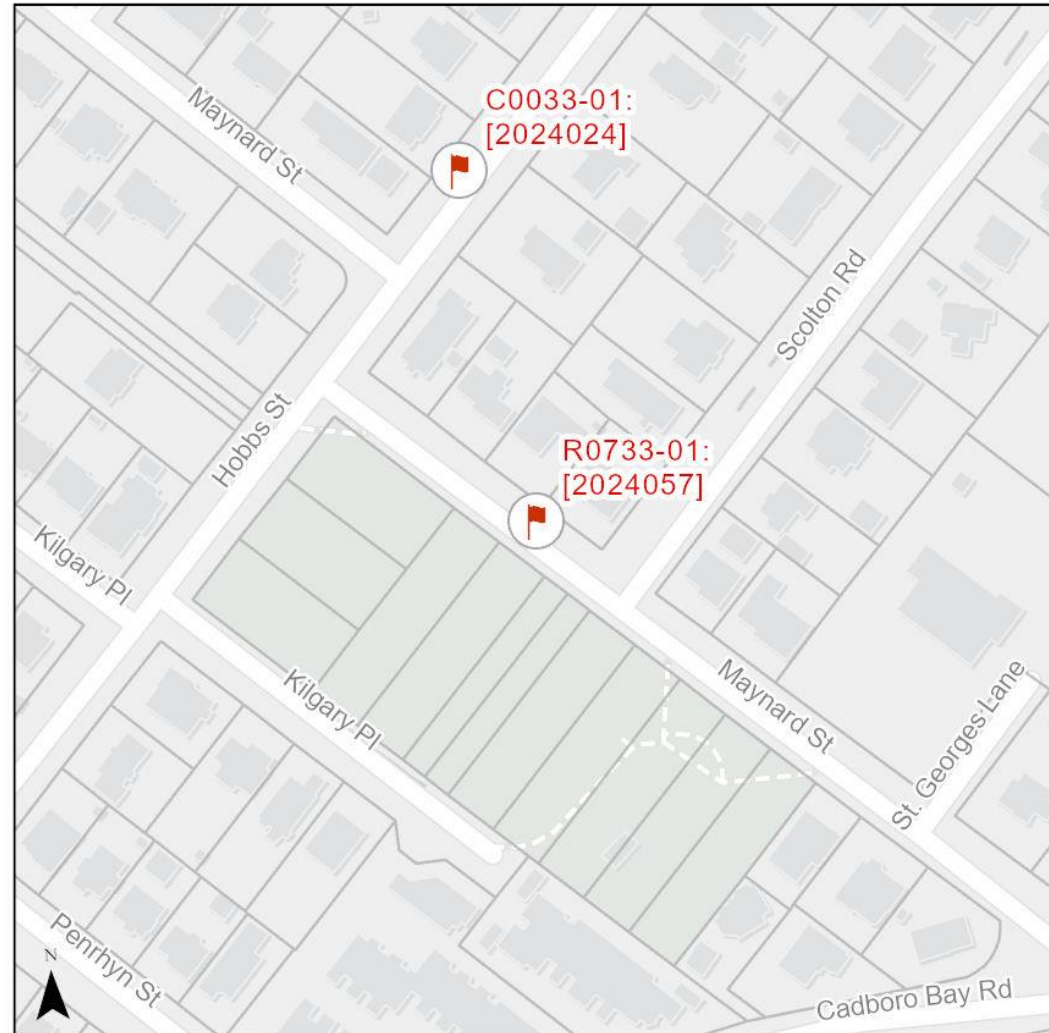 C0033-01:
[2024024]
Maynard St
Scolton Rd
Hobbs St
R0733-01:
[2024057]
Kilgary Pl
Kilgary Pl
Maynard St
St. Georges Lane
Penrhyn St
N
Cadboro Bay Rd